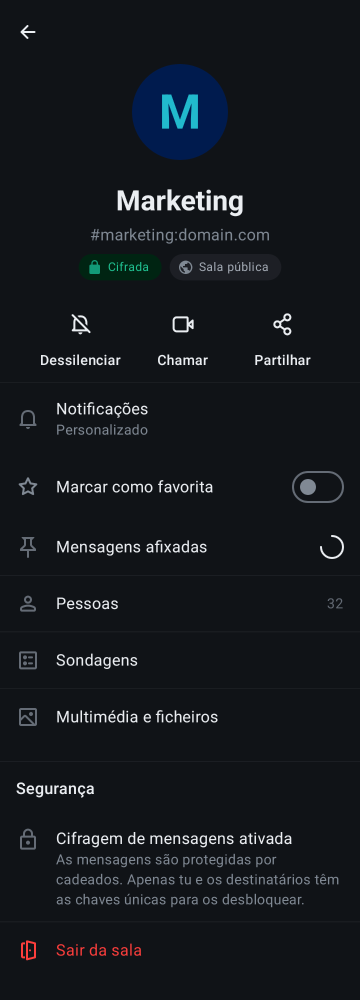 M
Marketing
#marketing:domain.com
Cifrada
Sala pública
Dessilenciar
Chamar
Partilhar
Notificações
Personalizado
Marcar como favorita
Mensagens afixadas
Pessoas
32
Sondagens
Multimédia e ficheiros
Segurança
Cifragem de mensagens ativada
As mensagens são protegidas por
cadeados. Apenas tu e os destinatários têm
as chaves únicas para os desbloquear.
Sair da sala